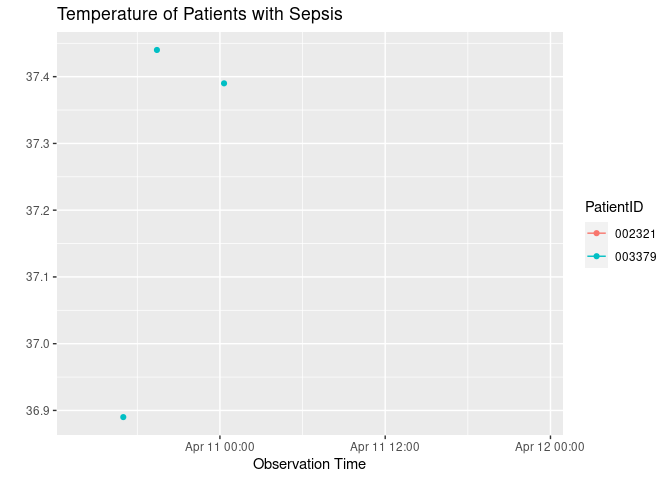 Temperature of Patients with Sepsis
37.4
37.3
37.2
37.1
37.0
36.9
Apr 11 00:00 Apr 11 12:00 Apr 12 00:00
Observation Time
PatientID
002321
003379